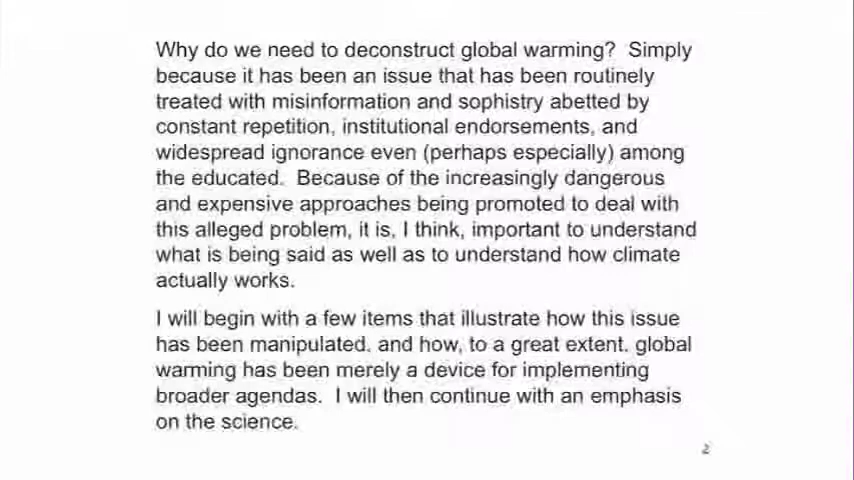 Why do we need to deconstruct global warming? Simply
because it has been an issue that has been routinely
treated with misinformation and sophistry abetted by
constant repetition, institutional endorsements, and
widespread ignorance even (perhaps especially) among
the educated. Because of the increasingly dangerous
and expensive approaches being promoted to deal with
this alleged problem, it is, I think, important to understand
what is being said as well as to understand how climate
actually works.
I will begin with a few items that illustrate how this issue
has been manipulated, and how, to a great extent, global
warming has been merely a device for implementing
broader agendas. I will then continue with an emphasis
on the science.
2